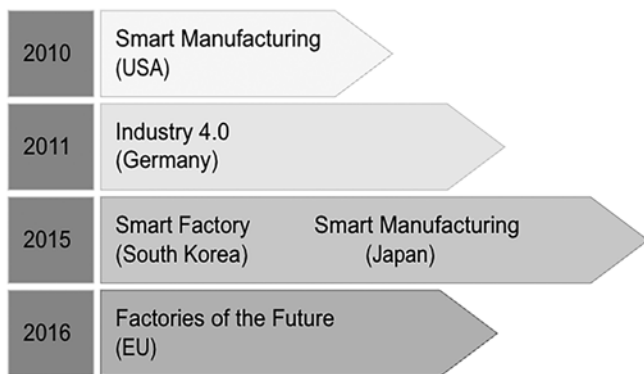 2010
Smart Manufacturing
(USA)
2011
Industry 4.0
(Germany)
2015
Smart Factory Smart Manufacturing
(South Korea) (Japan)
2016
Factories of the Future
(EU)